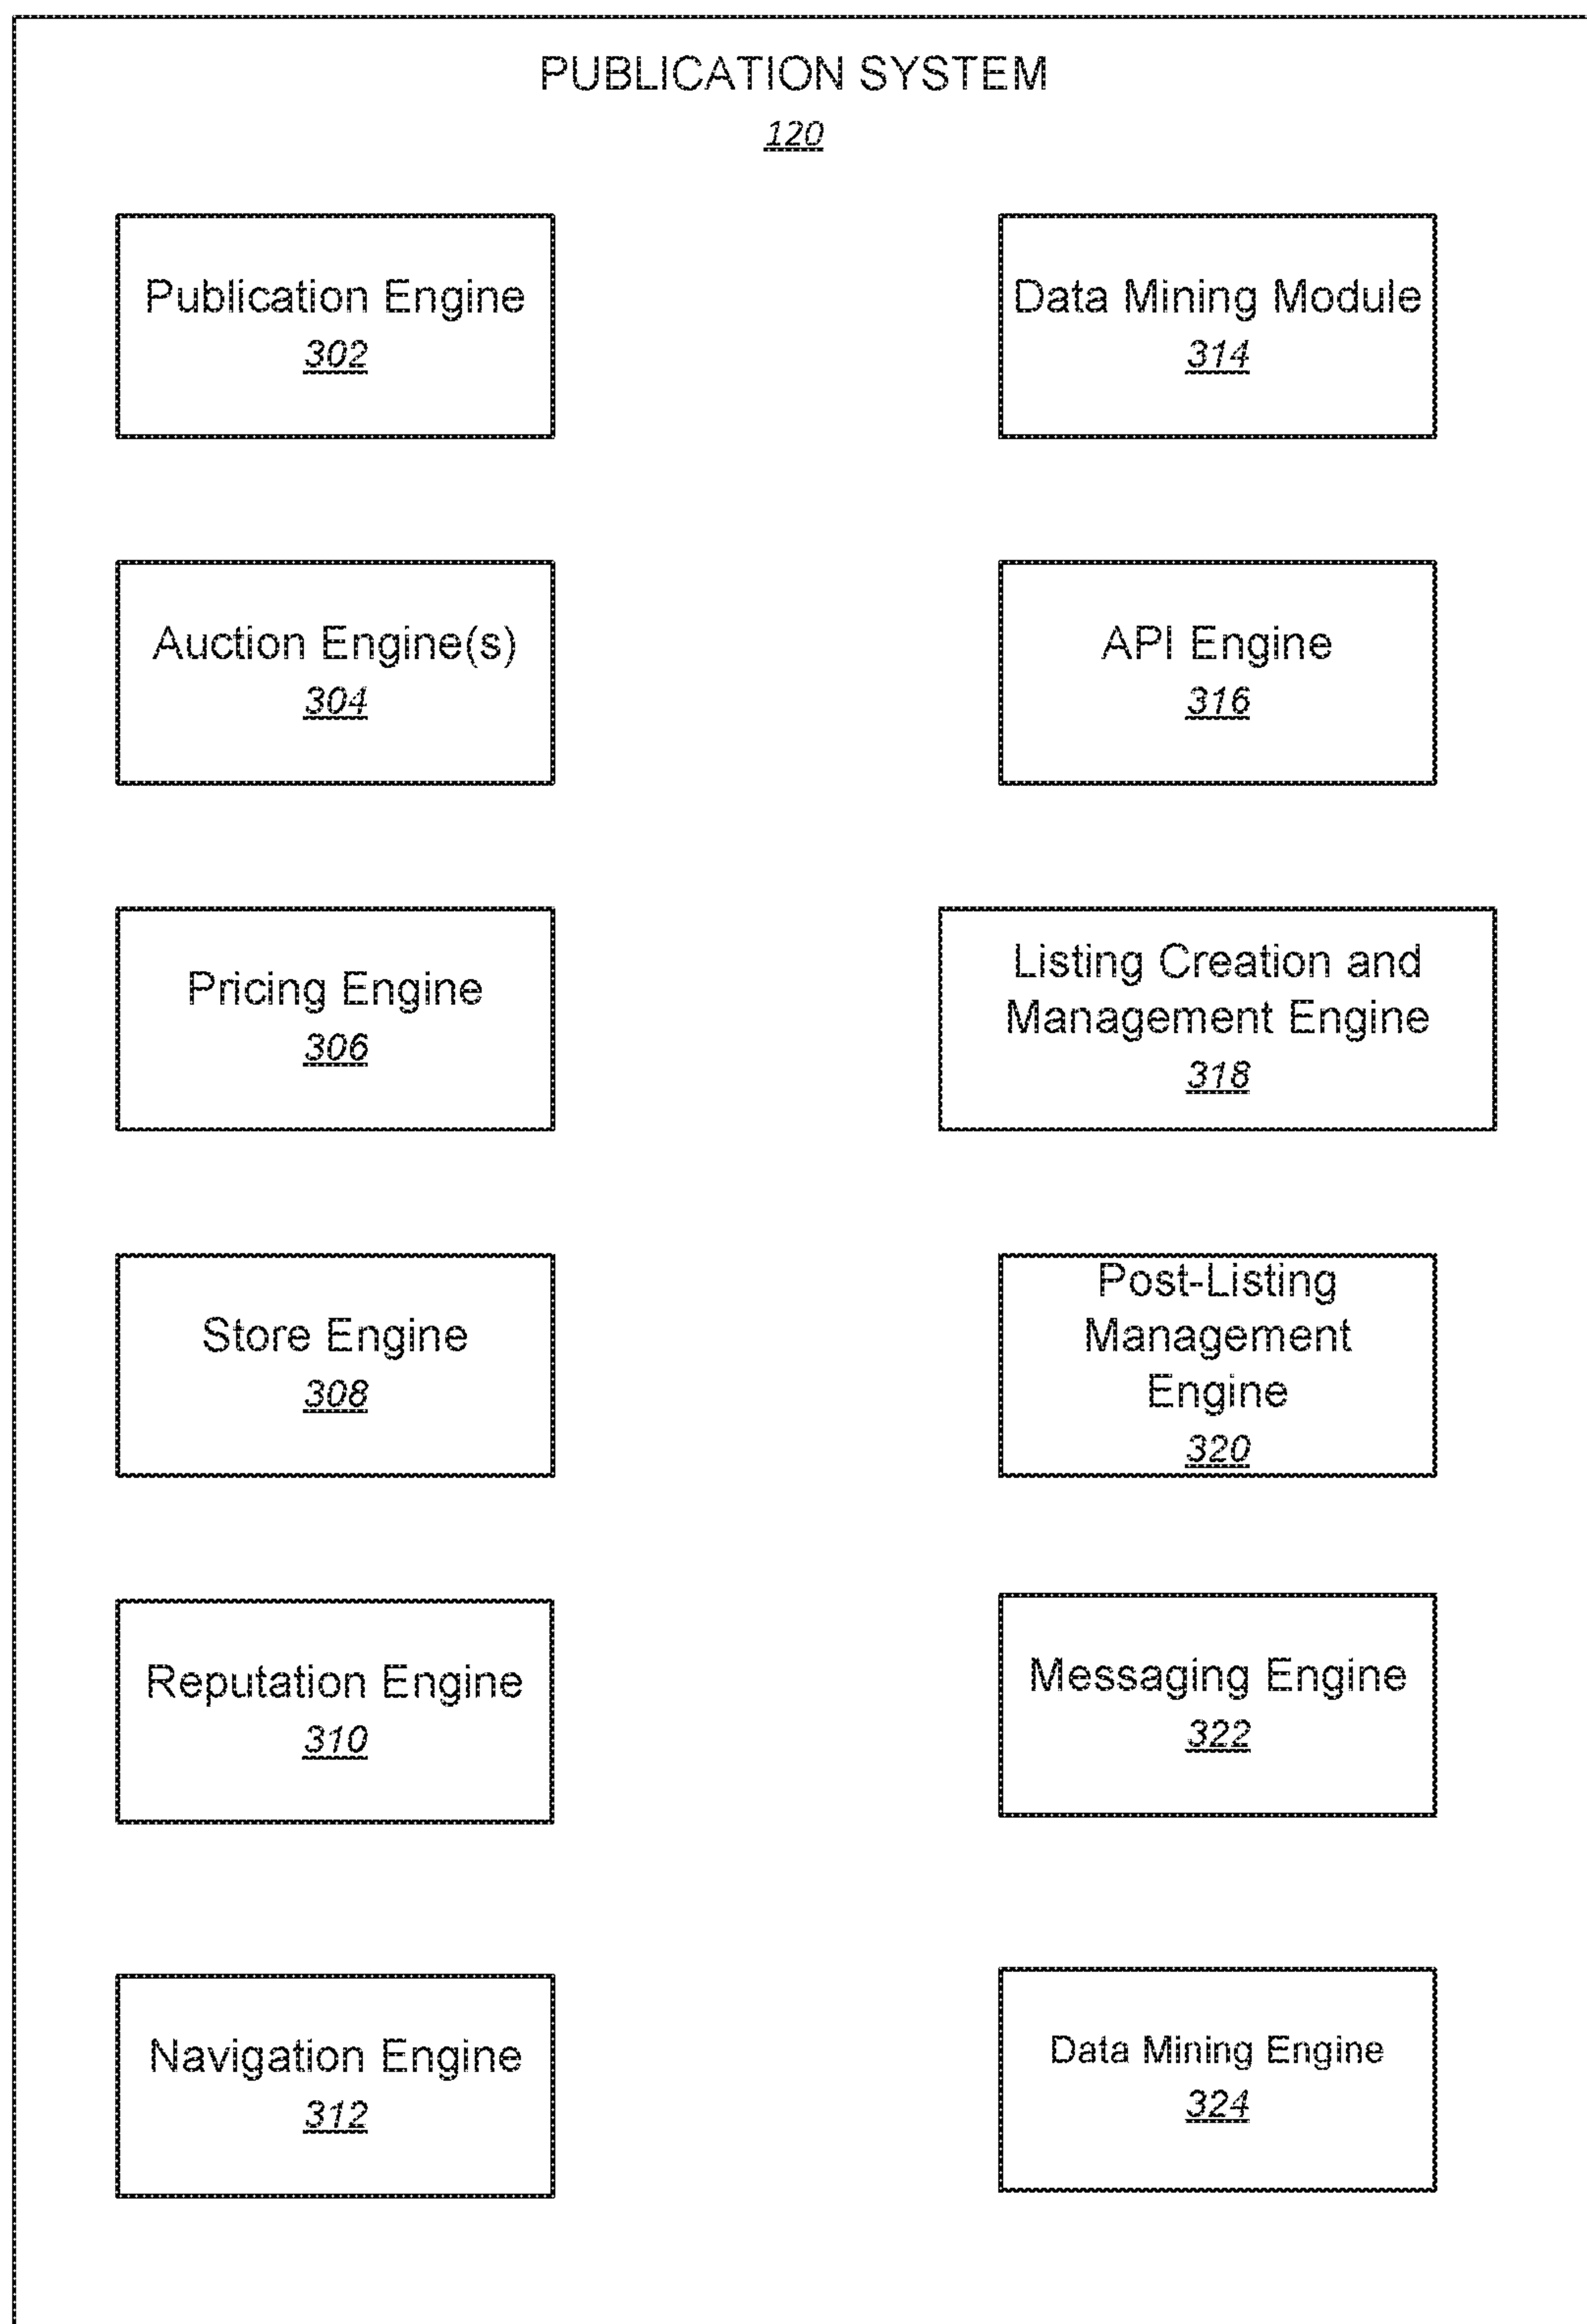 PUBLICATION SYSTEM
120
Publication Engine
302
Data Mining Module
314
Auction Engine(s)
304
API Engine
316
Pricing Engine
306
Listing Creation and
Management Engine
318
Store Engine
308
Post-Listing
Management
Engine
320
Reputation Engine
310
Messaging Engine
322
Navigation Engine
312
Data Mining Engine
324